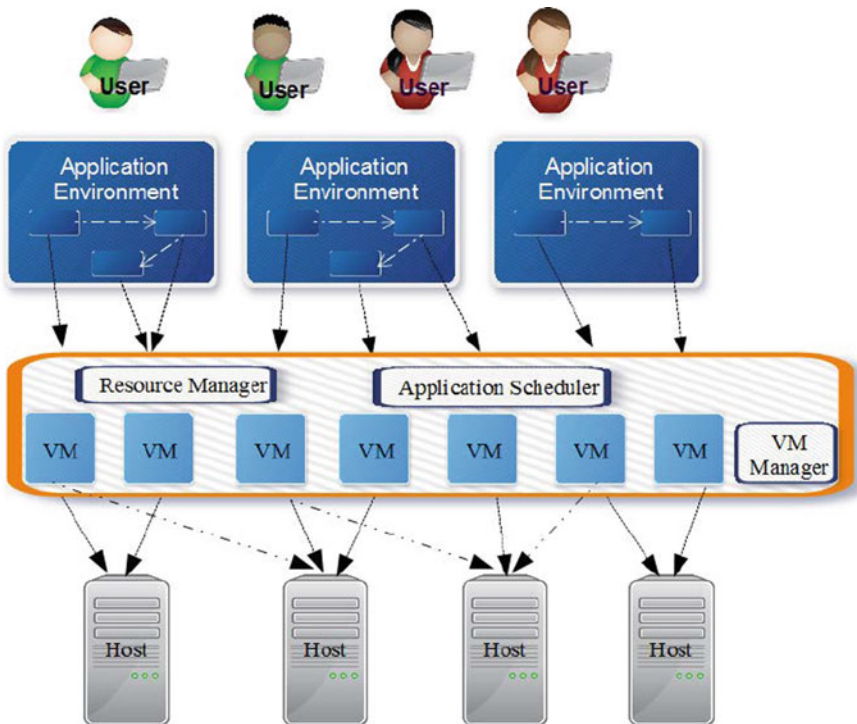 User
User
User
User
Application
Environment
Application
Environment
Application
Environment
Resource Manager
Application Scheduler
VM
VM
VM
VM
VM
VM
VM
VM
Manager
Host
Host
Host
Host